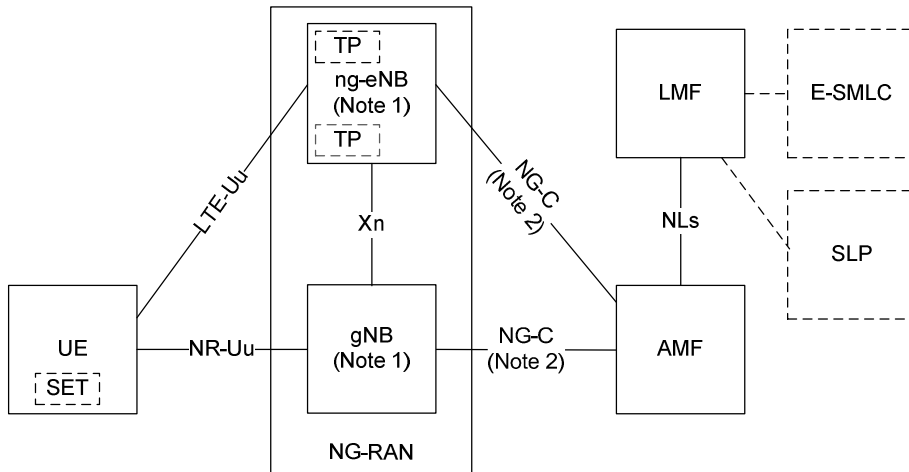 TP
ng-eNB
(Note 1)
TP
LMF
E-SMLC
LTE-Uu
Xn
NG-C
(Note 2)
NLs
SLP
UE
SET
NR-Uu
gNB
(Note 1)
NG-C
(Note 2)
AMF
NG-RAN